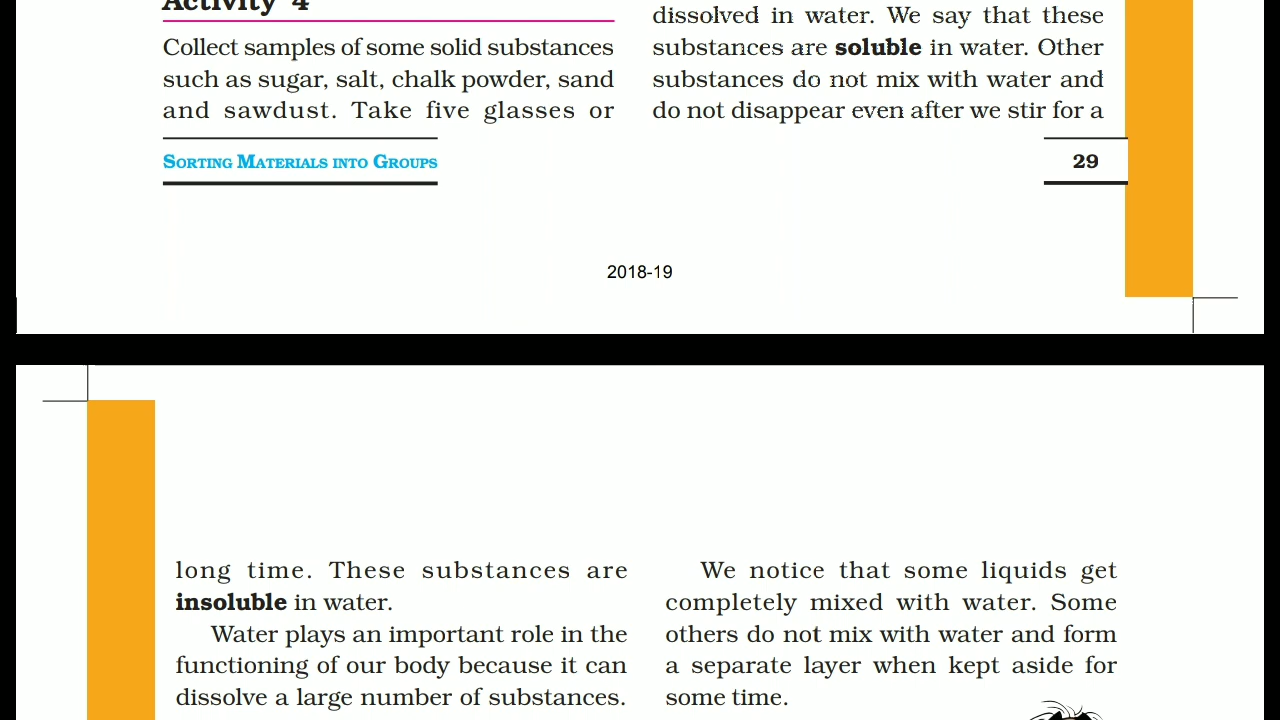 Activity 4
Collect samples of some solid substances
such as sugar, salt, chalk powder, sand
and sawdust. Take five glasses or
dissolved in water. We say that these
substances are soluble in water. Other
substances do not mix with water and
do not disappear even after we stir for a
SORTING MATERIALS INTO GROUPS
29
2018-19
long time. These substances are
insoluble in water.
Water plays an important role in the
functioning of our body because it can
dissolve a large number of substances.
We notice that some liquids get
completely mixed with water. Some
others do not mix with water and form
a separate layer when kept aside for
some time.